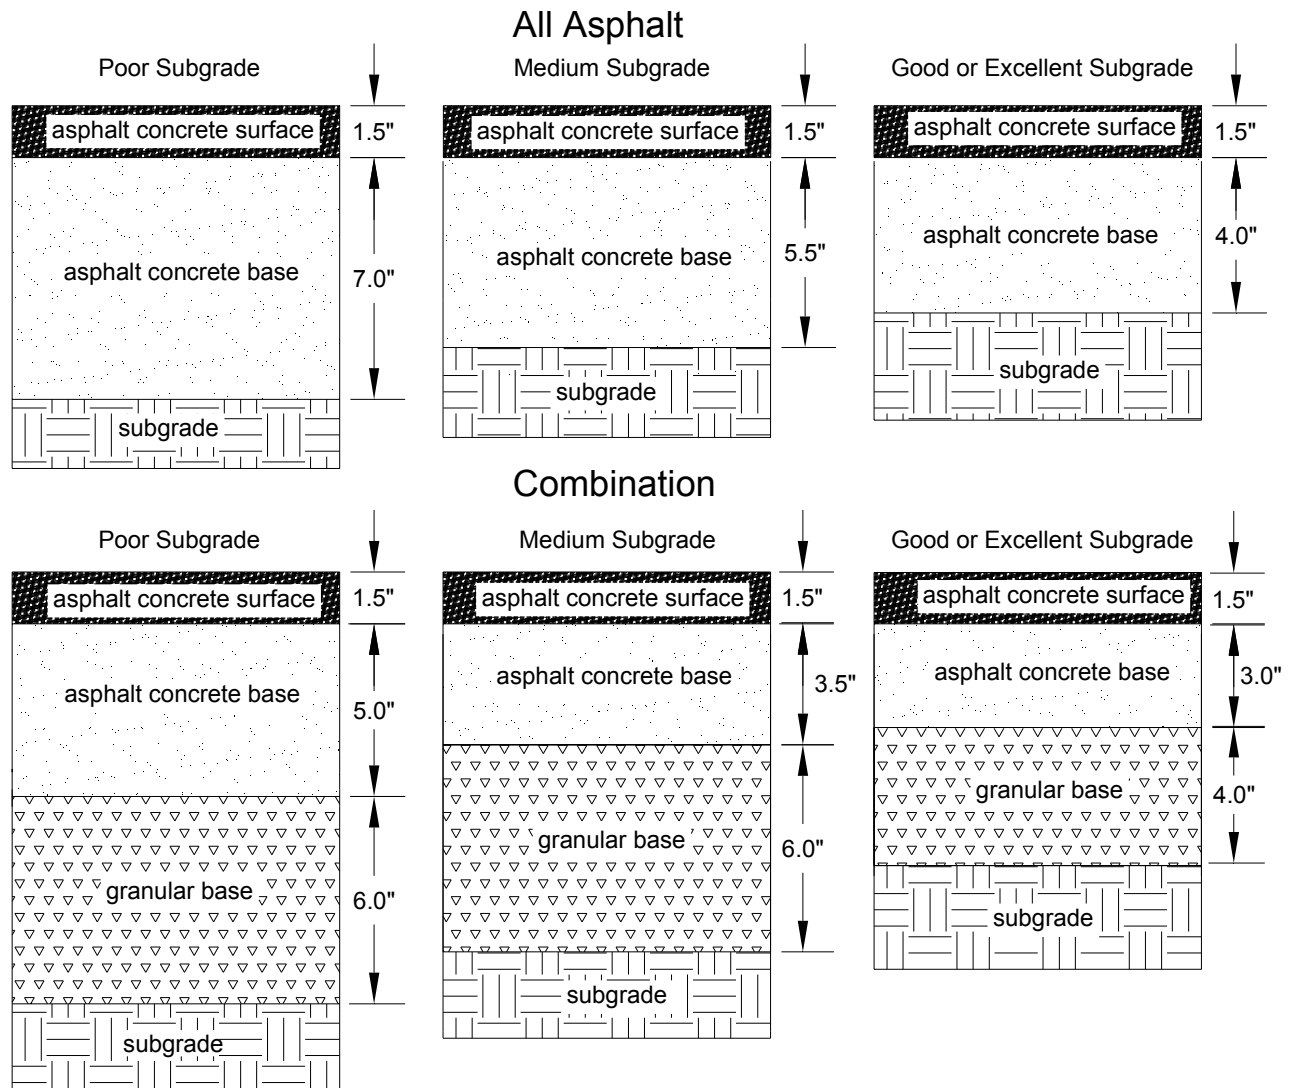 All Asphalt
Poor Subgrade
Medium Subgrade
Good or Excellent Subgrade
asphalt concrete surface
1.5"
asphalt concrete surface
1.5"
asphalt concrete surface
1.5"
asphalt concrete base
7.0"
asphalt concrete base
5.5"
asphalt concrete base
4.0"
subgrade
subgrade
subgrade
Combination
Poor Subgrade
Medium Subgrade
Good or Excellent Subgrade
asphalt concrete surface
1.5"
asphalt concrete surface
1.5"
asphalt concrete surface
1.5"
asphalt concrete base
5.0"
asphalt concrete base
3.5"
asphalt concrete base
3.0"
granular base
6.0"
granular base
6.0"
granular base
4.0"
subgrade
subgrade
subgrade